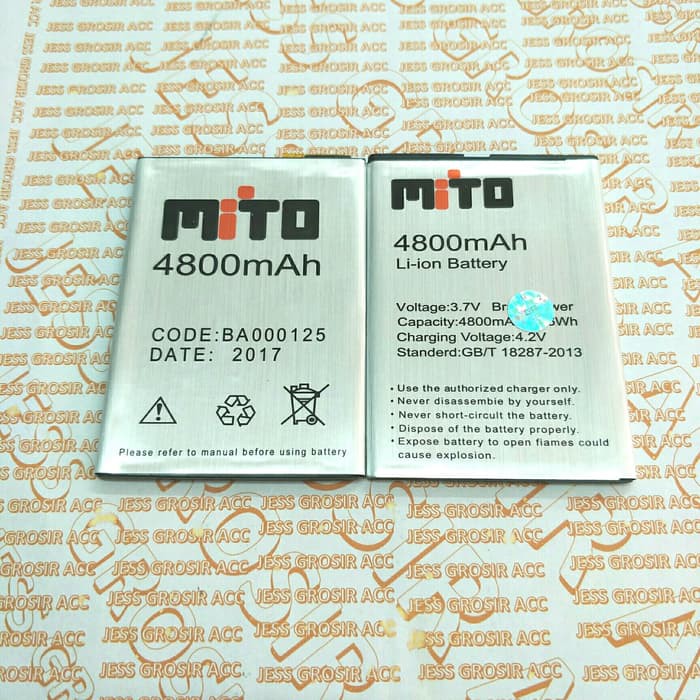 MiTO
4800mAh
CODE:BA000125
DATE: 2017
Please refer to manual before using battery
MiTO
4800mAh
Li-ion Battery
Voltage:3.7V
Capacity:4800mA
Charging Voltage:4.2V
Standerd:GB/T 18287-2013
• Use the authorized charger only.
• Never disassembie by yourself.
• Never short-circuit the battery.
• Dispose of the battery properly.
• Expose battery to open fiames could
cause explosion.
JESS GROSIR ACC